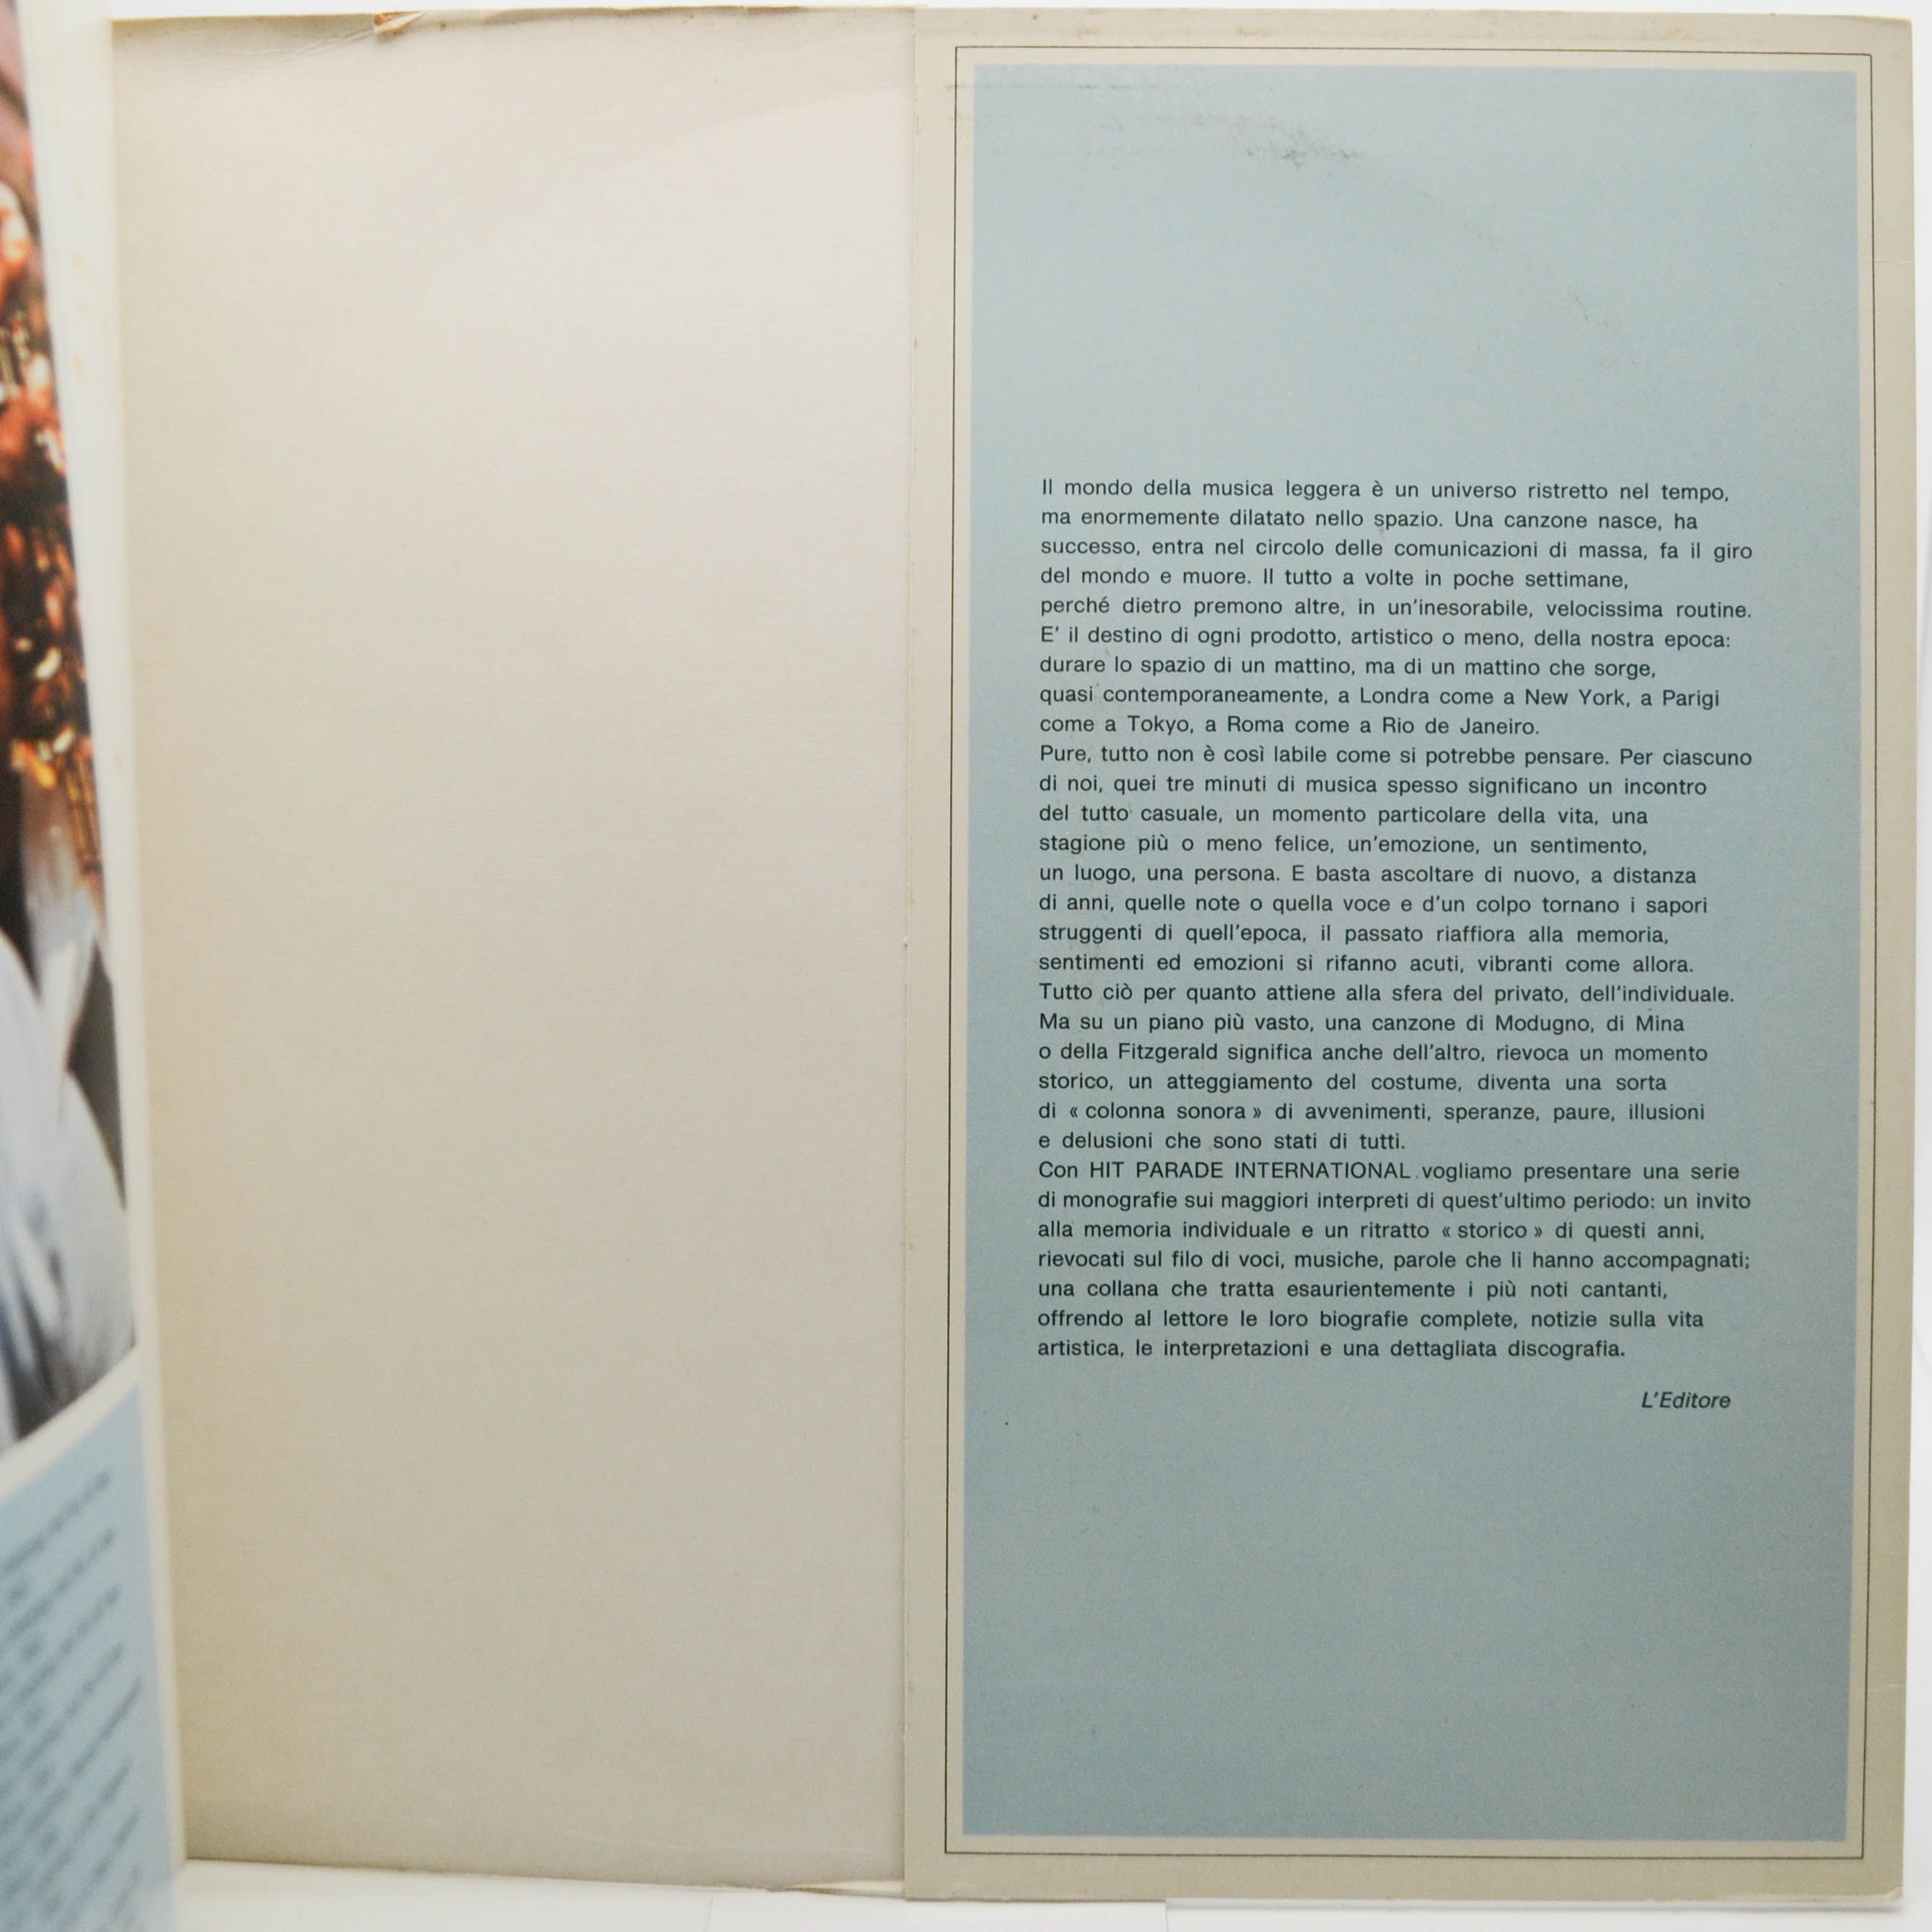 Il mondo della musica leggera è un universo ristretto nel tempo,
ma enormemente dilatato nello spazio. Una canzone nasce, ha
successo, entra nel circolo delle comunicazioni di massa, fa il giro
del mondo e muore. Il tutto a volte in poche settimane,
perché dietro premono altre, in un'inesorabile, velocissima routine.
E' il destino di ogni prodotto, artistico o meno, della nostra epoca:
durare lo spazio di un mattino, ma di un mattino che sorge,
quasi contemporaneamente, a Londra come a New York, a Parigi
come a Tokyo, a Roma come a Rio de Janeiro.
Pure, tutto non è così labile come si potrebbe pensare. Per ciascuno
di noi, quei tre minuti di musica spesso significano un incontro
del tutto casuale, un momento particolare della vita, una
stagione più o meno felice, un'emozione, un sentimento,
un luogo, una persona. E basta ascoltare di nuovo, a distanza
di anni, quelle note o quella voce e d'un colpo tornano i sapori
struggenti di quell'epoca, il passato riaffiora alla memoria,
sentimenti ed emozioni si rifanno acuti, vibranti come allora.
Tutto ciò per quanto attiene alla sfera del privato, dell'individuale.
Ma su un piano più vasto, una canzone di Modugno, di Mina
o della Fitzgerald significa anche dell'altro, rievoca un momento
storico, un atteggiamento del costume, diventa una sorta
di « colonna sonora » di avvenimenti, speranze, paure, illusioni
e delusioni che sono stati di tutti.
Con HIT PARADE INTERNATIONAL vogliamo presentare una serie
di monografie sui maggiori interpreti di quest'ultimo periodo: un invito
alla memoria individuale e un ritratto « storico » di questi anni,
rievocati sul filo di voci, musiche, parole che li hanno accompagnati;
una collana che tratta esaurientemente i più noti cantanti,
offrendo al lettore le loro biografie complete, notizie sulla vita
artistica, le interpretazioni e una dettagliata discografia.
L'Editore